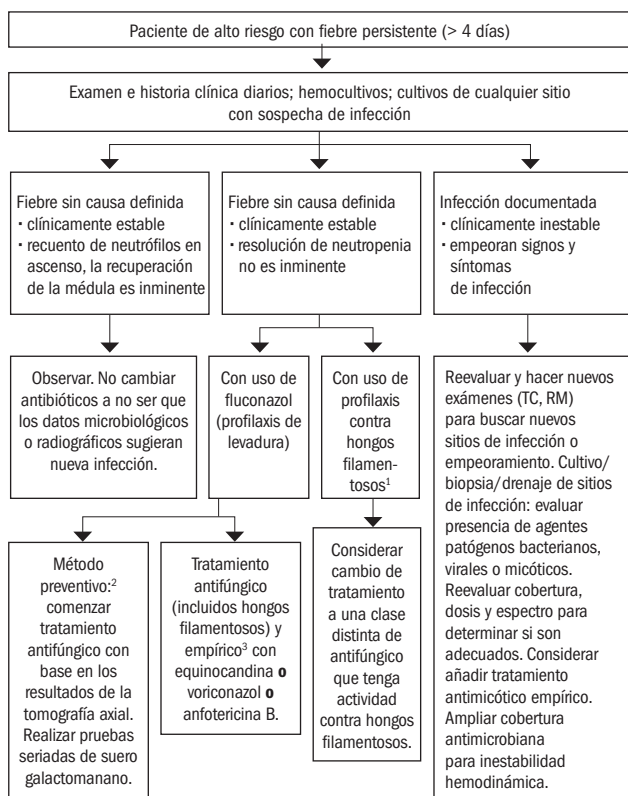 Paciente de alto riesgo con fiebre persistente (> 4 días)
Examen e historia clínica diarios; hemocultivos; cultivos de cualquier sitio
con sospecha de infección
Fiebre sin causa definida
· clínicamente estable
· recuento de neutrófilos en
ascenso, la recuperación
de la médula es inminente
Fiebre sin causa definida
· clínicamente estable
· resolución de neutropenia
no es inminente
Infección documentada
· clínicamente inestable
· empeoran signos y
síntomas
de infección
Observar. No cambiar
antibióticos a no ser que
los datos microbiológicos
o radiográficos sugieran
nueva infección.
Con uso de
fluconazol
(profilaxis de
levadura)
Con uso de
profilaxis
contra
hongos
filamen-
tosos¹
Reevaluar y hacer nuevos
exámenes (TC, RM)
para buscar nuevos
sitios de infección o
empeoramiento. Cultivo/
biopsia/drenaje de sitios
de infección: evaluar
presencia de agentes
patógenos bacterianos,
virales o micóticos.
Reevaluar cobertura,
dosis y espectro para
determinar si son
adecuados. Considerar
añadir tratamiento
antimicótico empírico.
Ampliar cobertura
antimicrobiana
para inestabilidad
hemodinámica.
Método
preventivo:²
comenzar
tratamiento
antifúngico con
base en los
resultados de la
tomografía axial.
Realizar pruebas
seriadas de suero
galactomanano.
Tratamiento
antifúngico
(incluidos hongos
filamentosos) y
empírico³ con
equinocandina o
voriconazol o
anfotericina B.
Considerar
cambio de
tratamiento
a una clase
distinta de
antifúngico
que tenga
actividad
contra hongos
filamentosos.